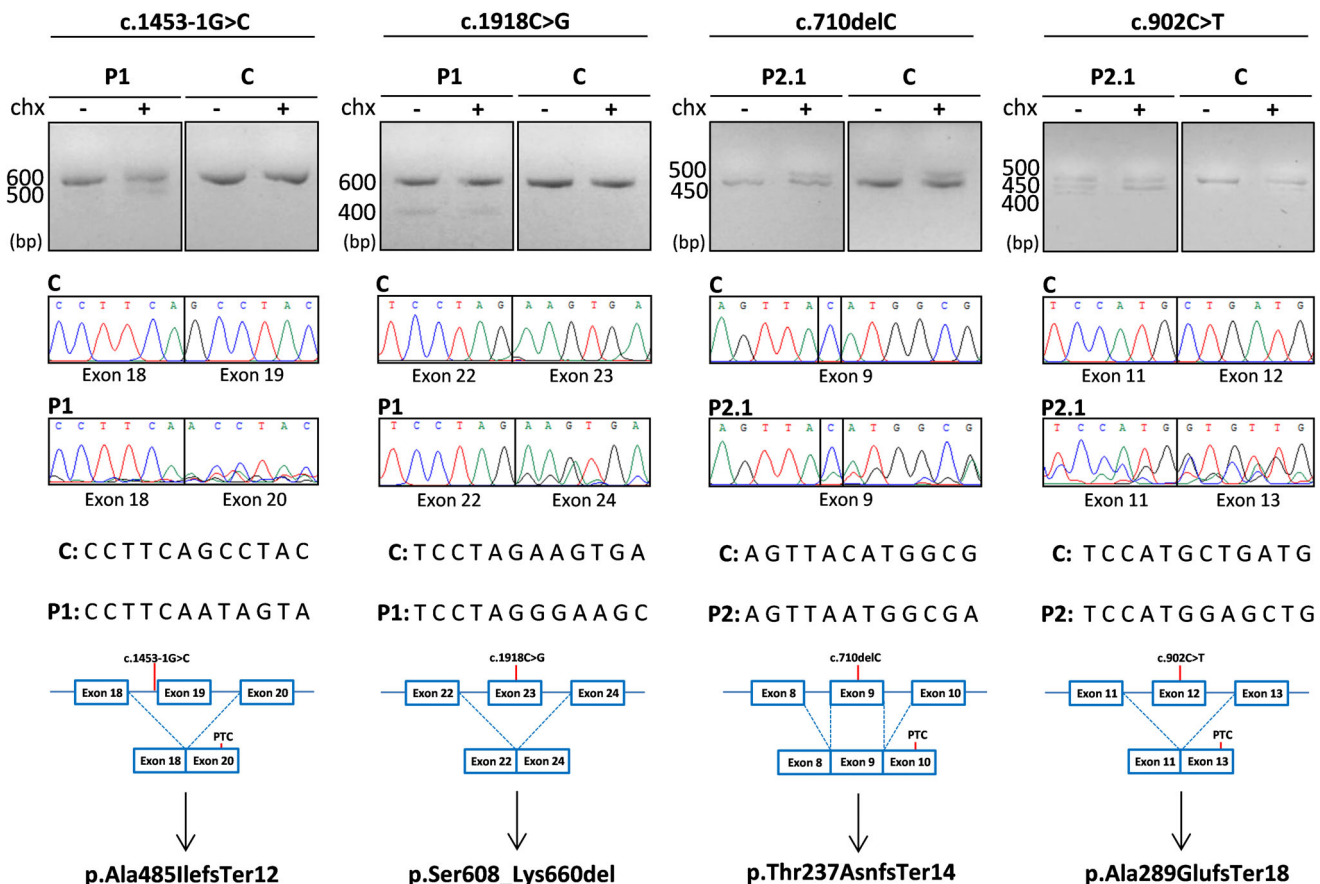 c.1453-1G>C
c.1918C>G
c.710delC
c.902C>T
P1 C
P1 C
P2.1 C
P2.1 C
chx - + - +
chx - + - +
chx - + - +
chx - + - +
600
500
(bp)
600
400
(bp)
500
450
(bp)
500
450
400
(bp)
C
C C T T C A G C C T A C
Exon 18 Exon 19
C
T C C T A G A A G T G A
Exon 22 Exon 23
C
A G T T A C A T G G C G
Exon 9
C
T C C A T G C T G A T G
Exon 11 Exon 12
P1
C C T T C A A C C T A C
Exon 18 Exon 20
P1
T C C T A G A A G T G A
Exon 22 Exon 24
P2.1
A G T T A C A T G G C G
Exon 9
P2.1
T C C A T G G T G T T G
Exon 11 Exon 13
C: C C T T C A G C C T A C
C: T C C T A G A A G T G A
C: A G T T A C A T G G C G
C: T C C A T G C T G A T G
P1: C C T T C A A T A G T A
P1: T C C T A G G G A A G C
P2: A G T T A A T G G C G A
P2: T C C A T G G A G C T G
c.1453-1G>C
Exon 18 Exon 19 Exon 20
PTC
Exon 18 Exon 20
p.Ala485IlefsTer12
c.1918C>G
Exon 22 Exon 23 Exon 24
Exon 22 Exon 24
p.Ser608_Lys660del
c.710delC
Exon 8 Exon 9 Exon 10
PTC
Exon 8 Exon 9 Exon 10
p.Thr237AsnfsTer14
c.902C>T
Exon 11 Exon 12 Exon 13
PTC
Exon 11 Exon 13
p.Ala289GlufsTer18